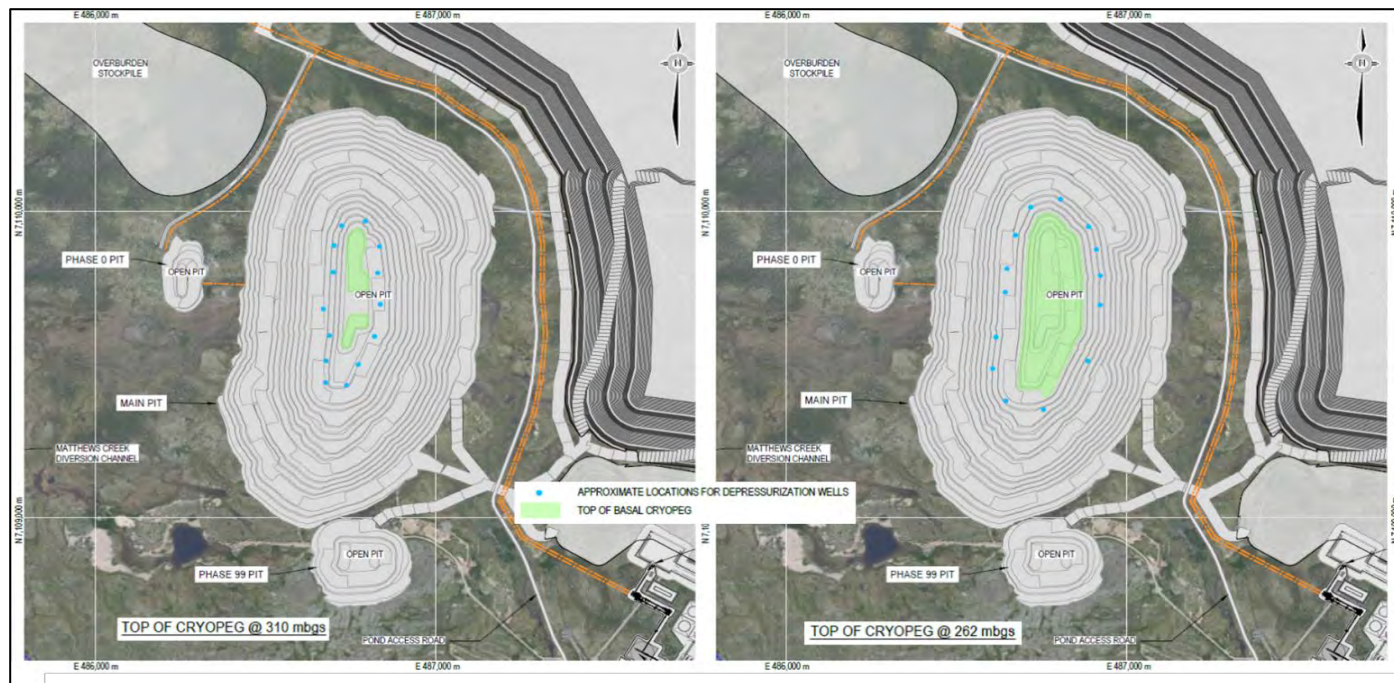 E 486,000 m
E 487,000 m
E 486,000 m
E 487,000 m
N
N
OVERBURDEN
STOCKPILE
OVERBURDEN
STOCKPILE
N 7,110,000 m
N 7,110,000 m
PHASE 0 PIT
OPEN PIT
OPEN PIT
PHASE 0 PIT
OPEN PIT
OPEN PIT
MAIN PIT
MAIN PIT
MATTHEWS CREEK
DIVERSION CHANNEL
MATTHEWS CREEK
DIVERSION CHANNEL
APPROXIMATE LOCATIONS FOR DEPRESSURIZATION WELLS
TOP OF BASAL CRYOPEG
N 7,109,000 m
OPEN PIT
PHASE 99 PIT
OPEN PIT
PHASE 99 PIT
TOP OF CRYOPEG @ 310 mbgs
POND ACCESS ROAD
TOP OF CRYOPEG @ 262 mbgs
POND ACCESS ROAD
E 486,000 m
E 487,000 m
E 486,000 m
E 487,000 m